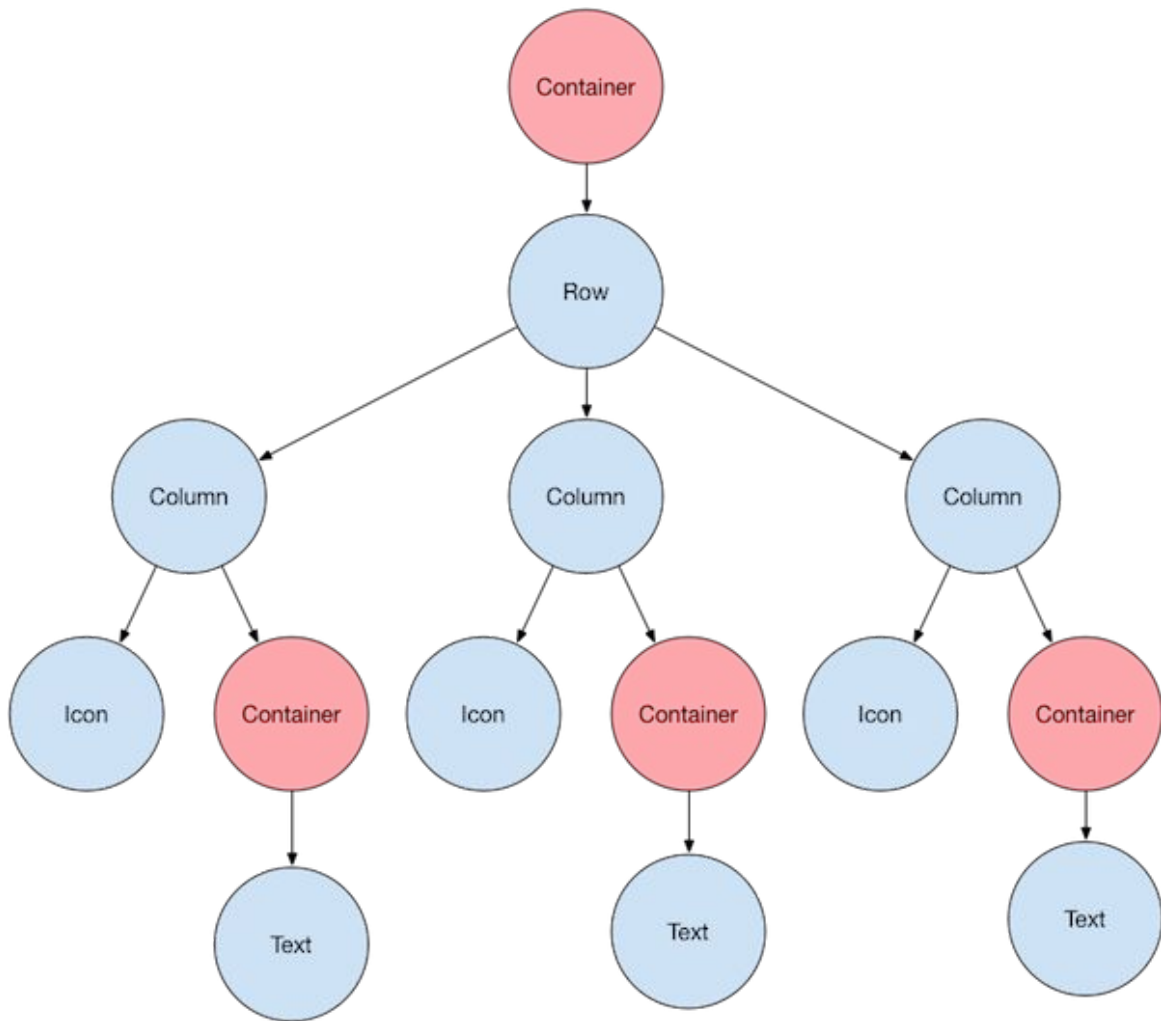 Container
Row
Column
Column
Column
Icon
Container
Icon
Container
Icon
Container
Text
Text
Text